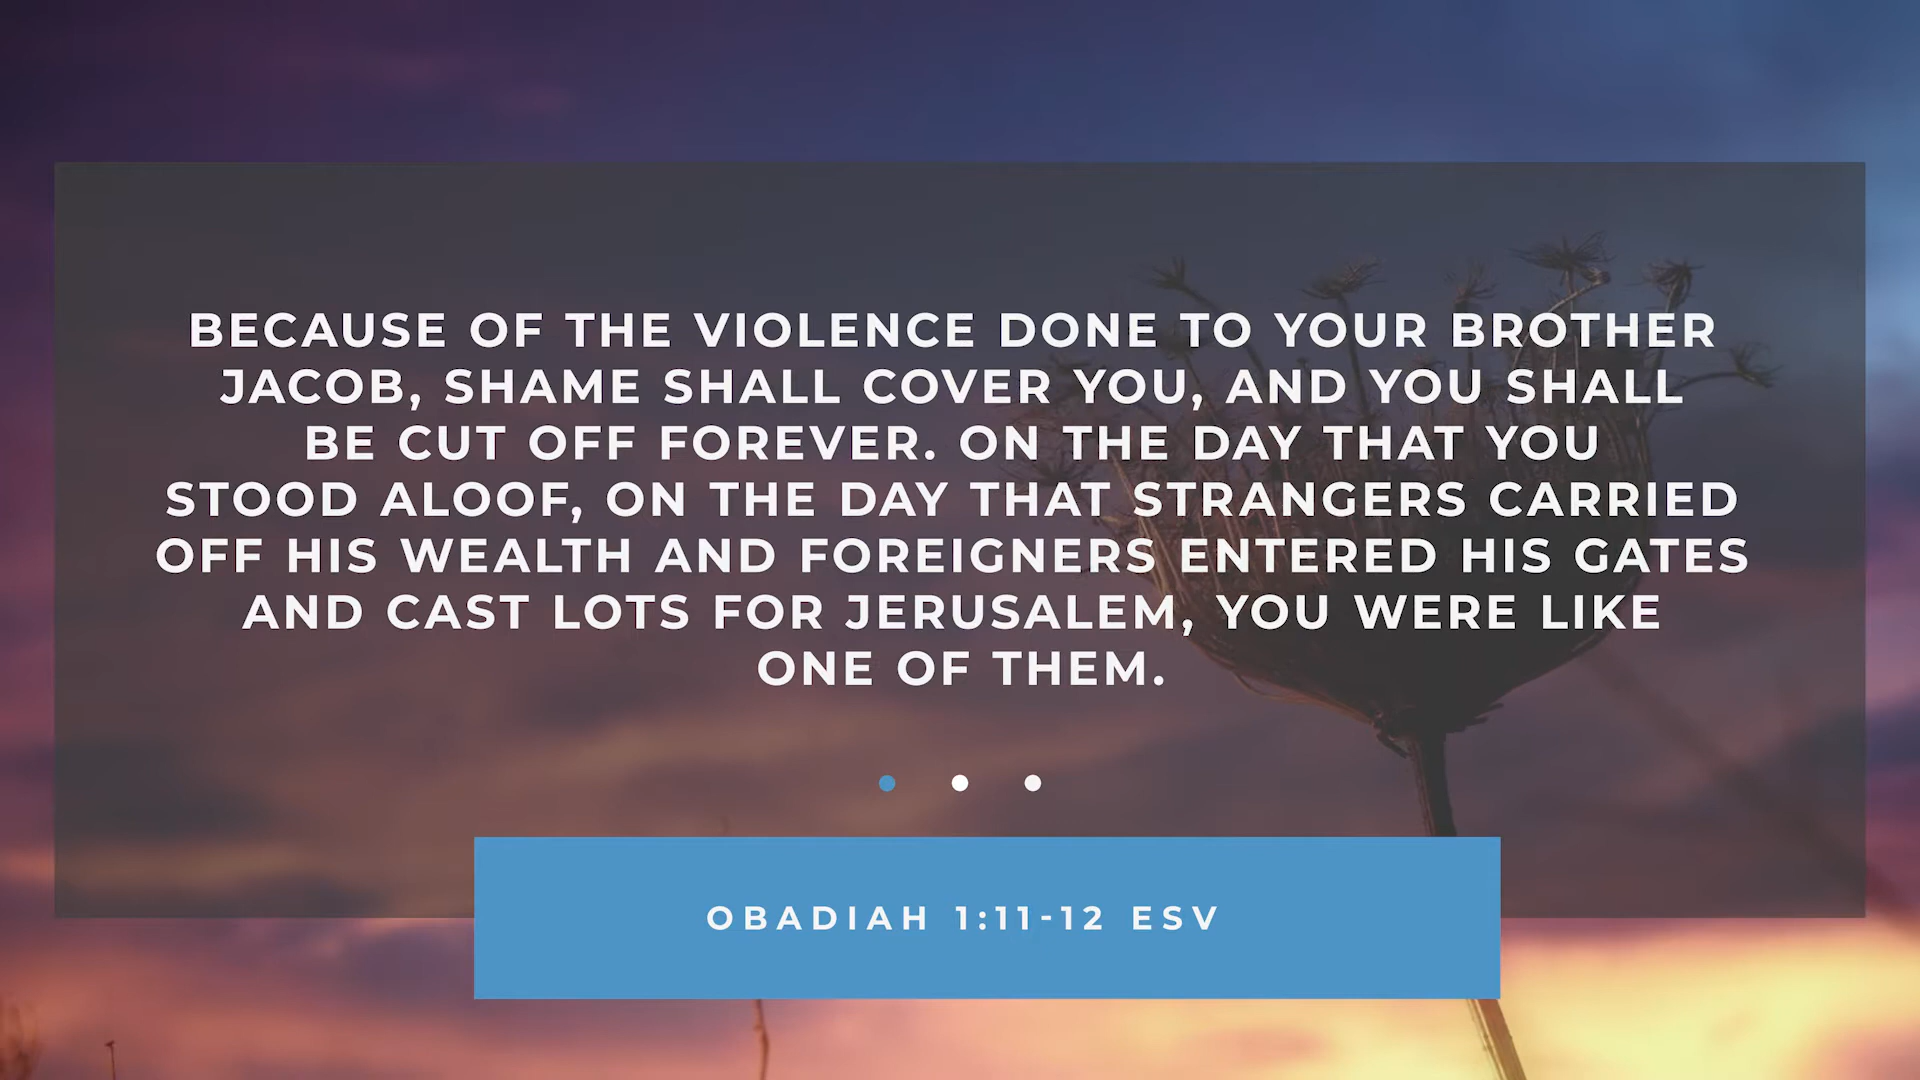 BECAUSE OF THE VIOLENCE DONE TO YOUR BROTHER
JACOB, SHAME SHALL COVER YOU, AND YOU SHALL
BE CUT OFF FOREVER. ON THE DAY THAT YOU
STOOD ALOOF, ON THE DAY THAT STRANGERS CARRIED
OFF HIS WEALTH AND FOREIGNERS ENTERED HIS GATES
AND CAST LOTS FOR JERUSALEM, YOU WERE LIKE
ONE OF THEM.
OBADIAH 1:11-12 ESV